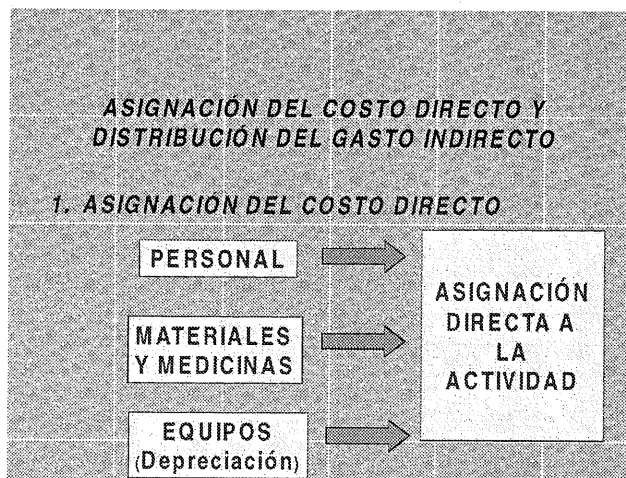 ASIGNACIÓN DEL COSTO DIRECTO Y
DISTRIBUCIÓN DEL GASTO INDIRECTO
1. ASIGNACIÓN DEL COSTO DIRECTO
PERSONAL
MATERIALES
Y MEDICINAS
EQUIPOS
(Depreciación)
ASIGNACIÓN
DIRECTA A
LA
ACTIVIDAD